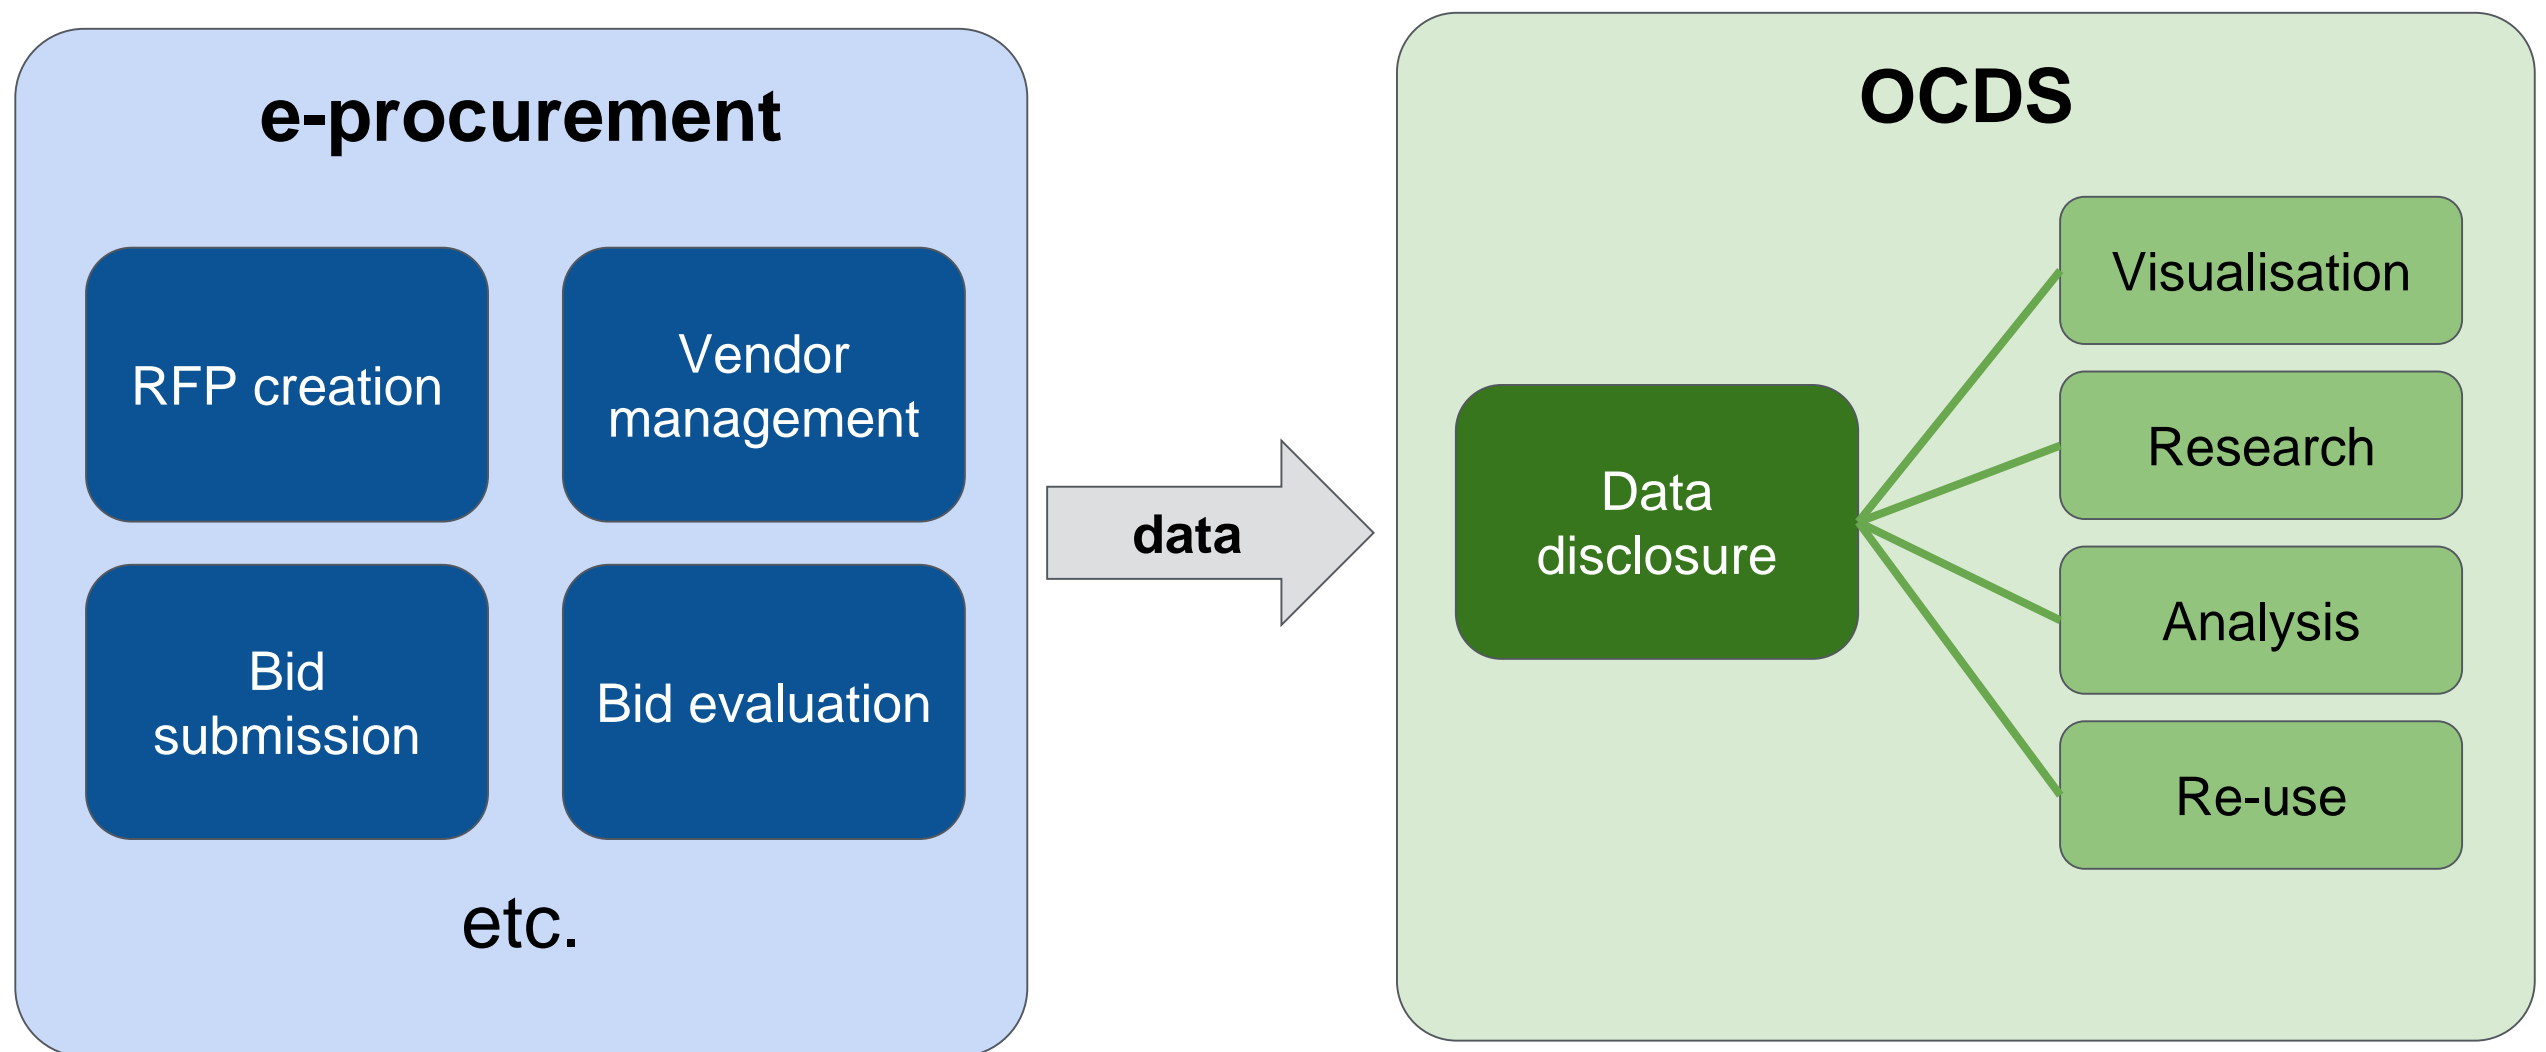 e-procurement
RFP creation
Vendor
management
Bid
submission
Bid evaluation
etc.
data
OCDS
Data
disclosure
Visualisation
Research
Analysis
Re-use